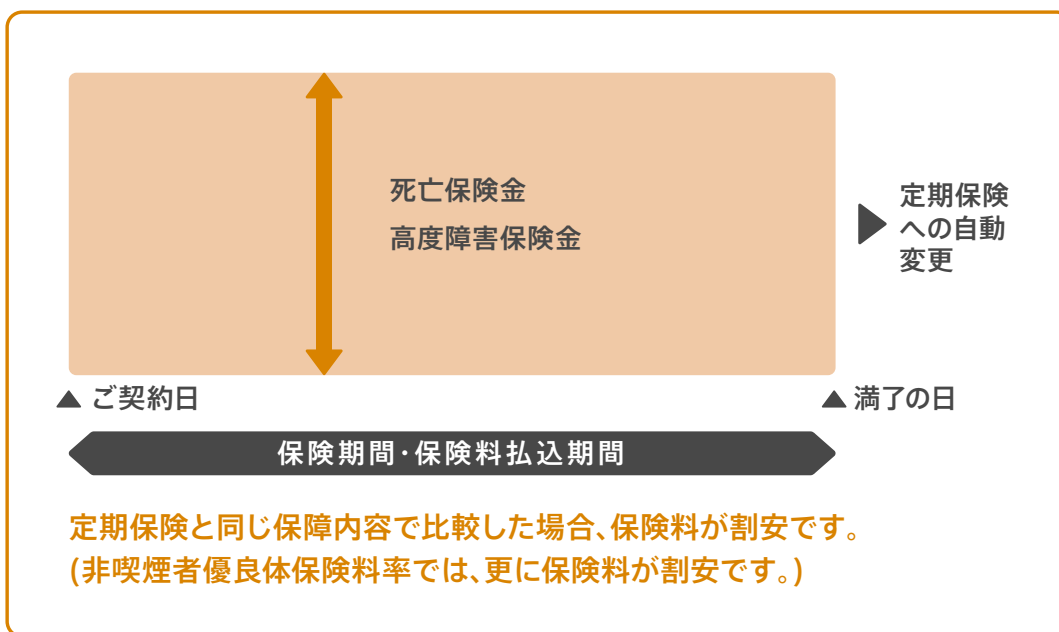 死亡保険金
高度障害保険金
定期保険
への自動
変更
▲ ご契約日
▲ 満了の日
保険期間・保険料払込期間
定期保険と同じ保障内容で比較した場合、保険料が割安です。
(非喫煙者優良体保険料率では、更に保険料が割安です。)